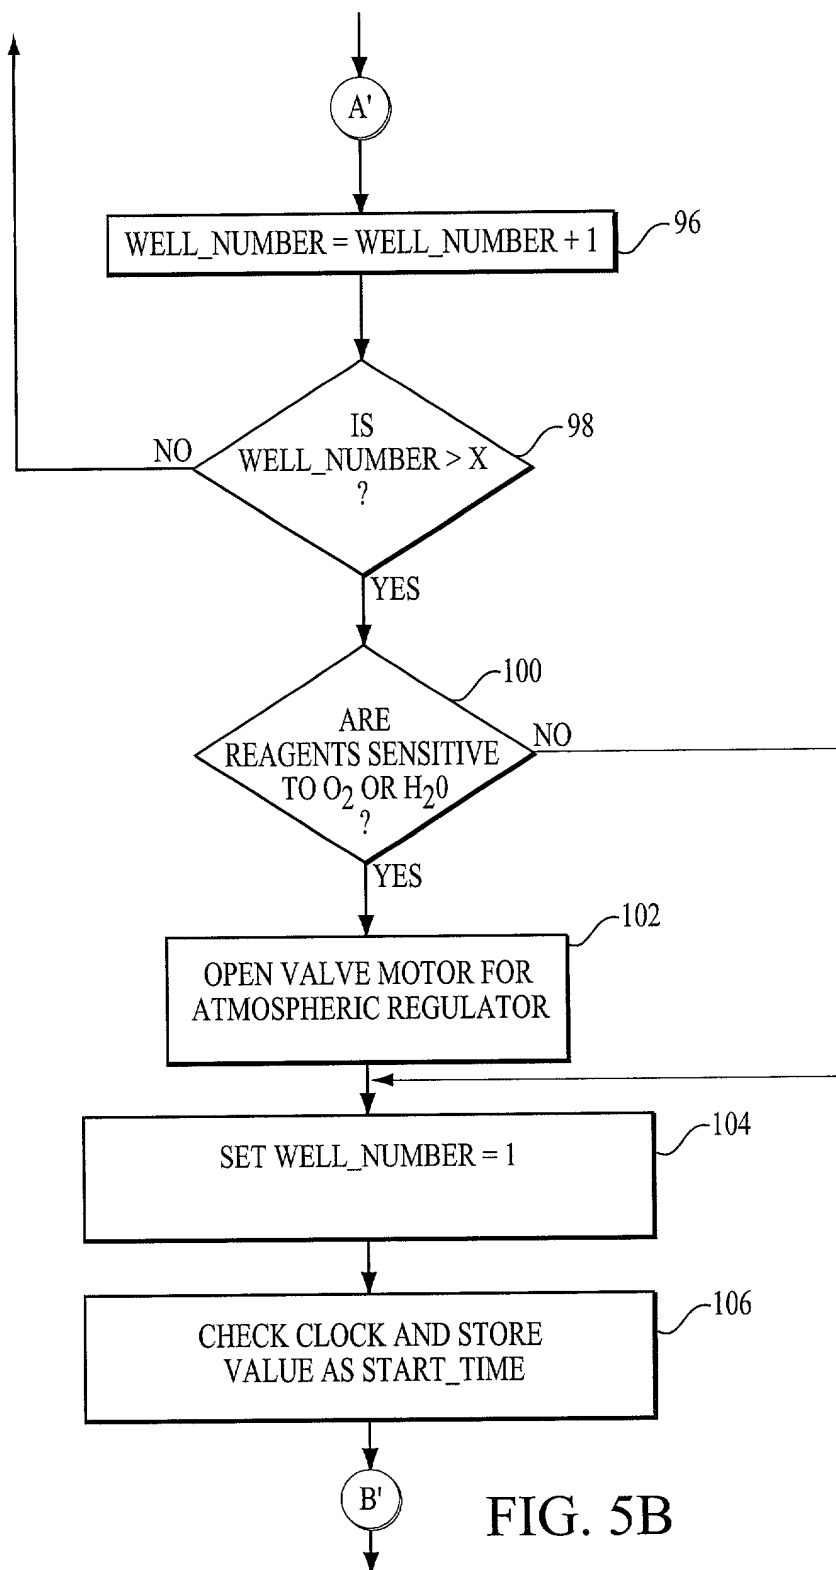 A'
WELL_NUMBER = WELL_NUMBER + 1
96
IS
WELL_NUMBER > X
?
98
NO
YES
100
ARE
REAGENTS SENSITIVE
TO O2 OR H20
?
NO
YES
102
OPEN VALVE MOTOR FOR
ATMOSPHERIC REGULATOR
104
SET WELL_NUMBER = 1
106
CHECK CLOCK AND STORE
VALUE AS START_TIME
B'
FIG. 5B